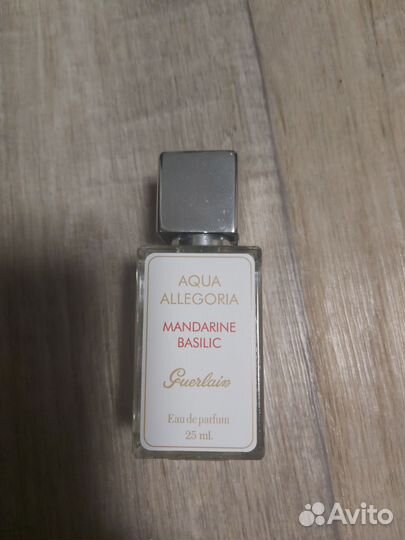 AQUA
ALLEGORIA
MANDARINE
BASILIC
Guerlain
Eau de parfum
25 ml.
Avito